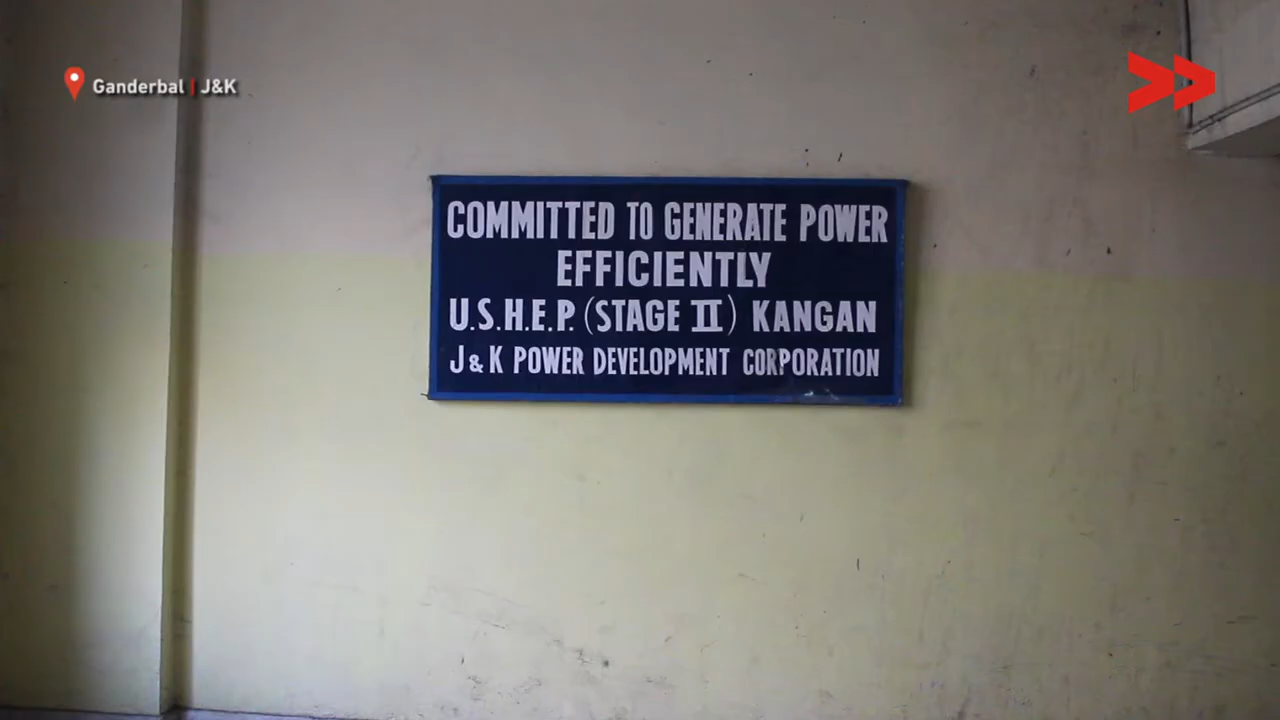 Ganderbal | J&K
COMMITTED TO GENERATE POWER
EFFICIENTLY
U.S.H.E.P. (STAGE II) KANGAN
J & K POWER DEVELOPMENT CORPORATION